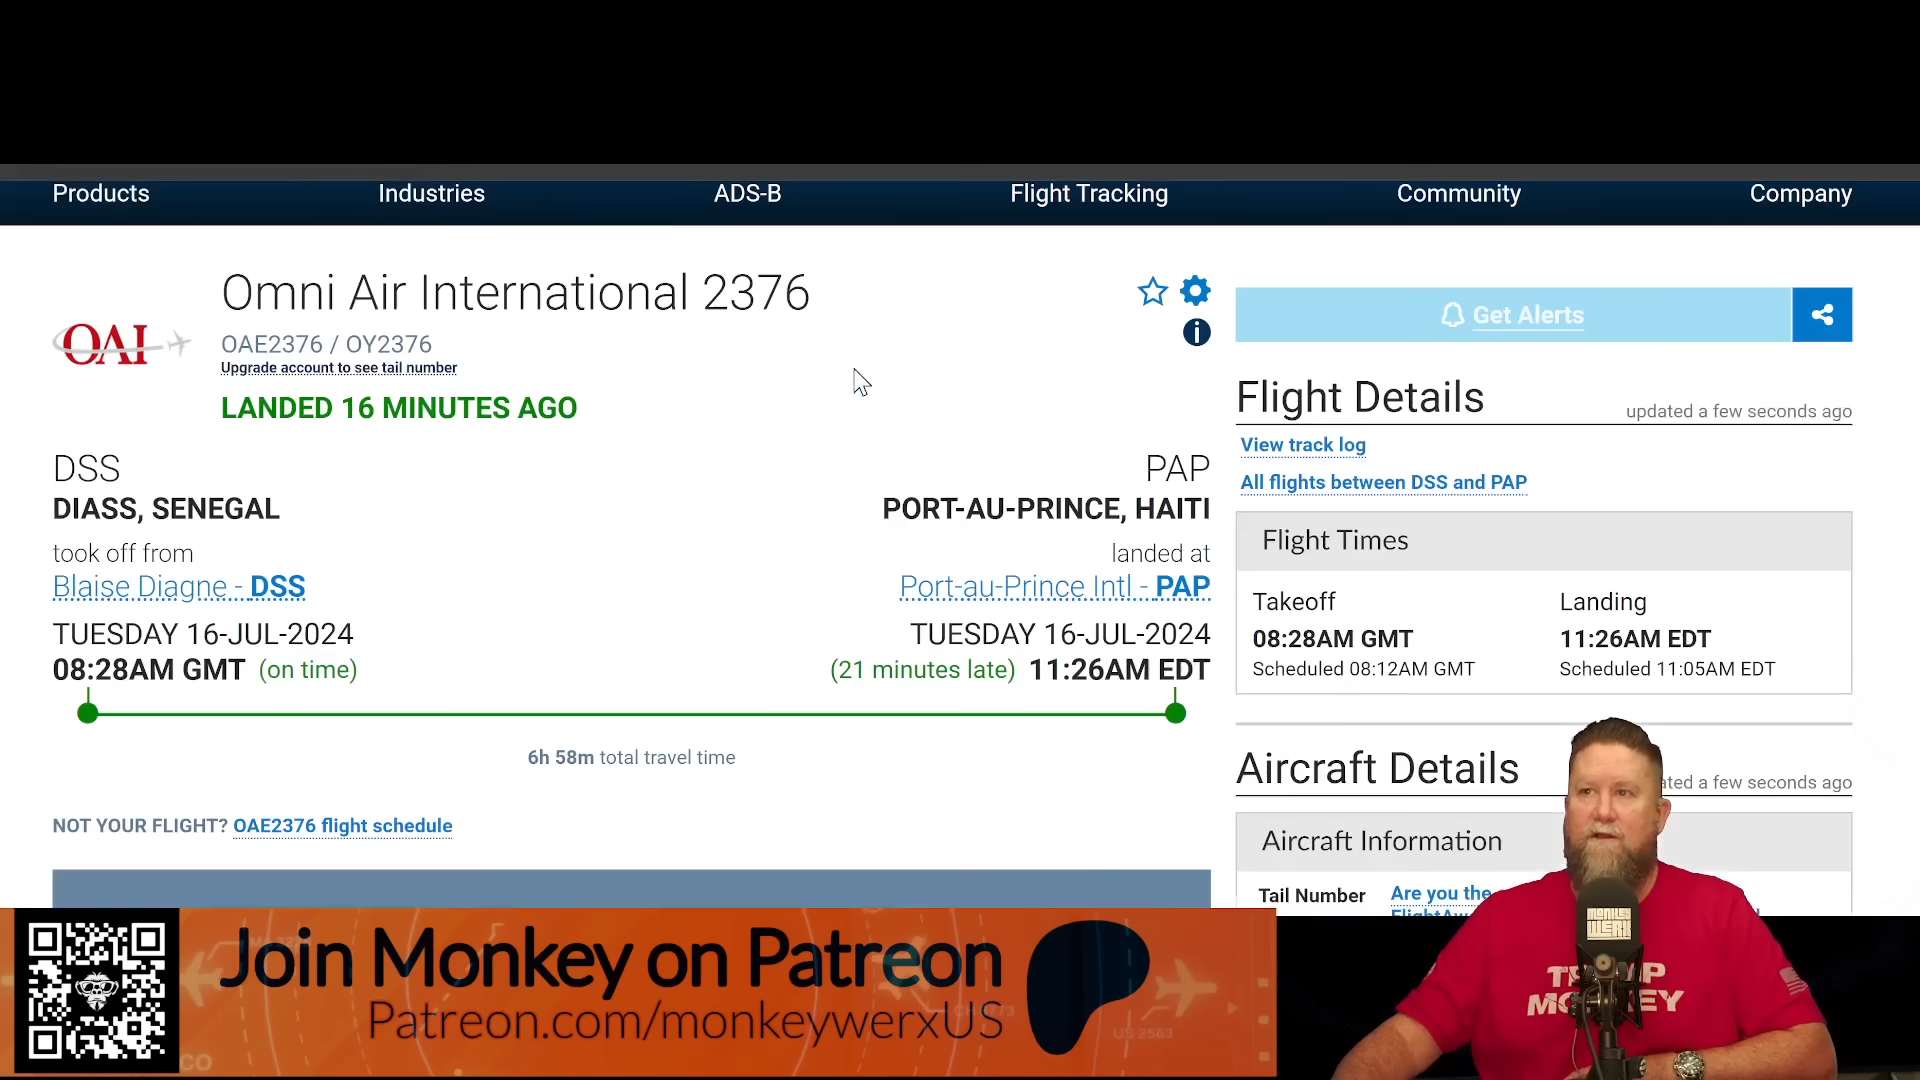 Products Industries ADS-B Flight Tracking Community Company
OAI
Omni Air International 2376
OAE2376 / OY2376
Upgrade account to see tail number
LANDED 16 MINUTES AGO
DSS
DIASS, SENEGAL
took off from
Blaise Diagne - DSS
TUESDAY 16-JUL-2024
08:28AM GMT (on time)
PAP
PORT-AU-PRINCE, HAITI
landed at
Port-au-Prince Intl - PAP
TUESDAY 16-JUL-2024
(21 minutes late) 11:26AM EDT
6h 58m total travel time
NOT YOUR FLIGHT? OAE2376 flight schedule
Get Alerts
Flight Details updated a few seconds ago
View track log
All flights between DSS and PAP
Flight Times
Takeoff Landing
08:28AM GMT 11:26AM EDT
Scheduled 08:12AM GMT Scheduled 11:05AM EDT
Aircraft Details a few seconds ago
Aircraft Information
Tail Number Are you the
Join Monkey on Patreon
Patreon.com/monkeywerxUS
US 2563
MONKEY
WERX